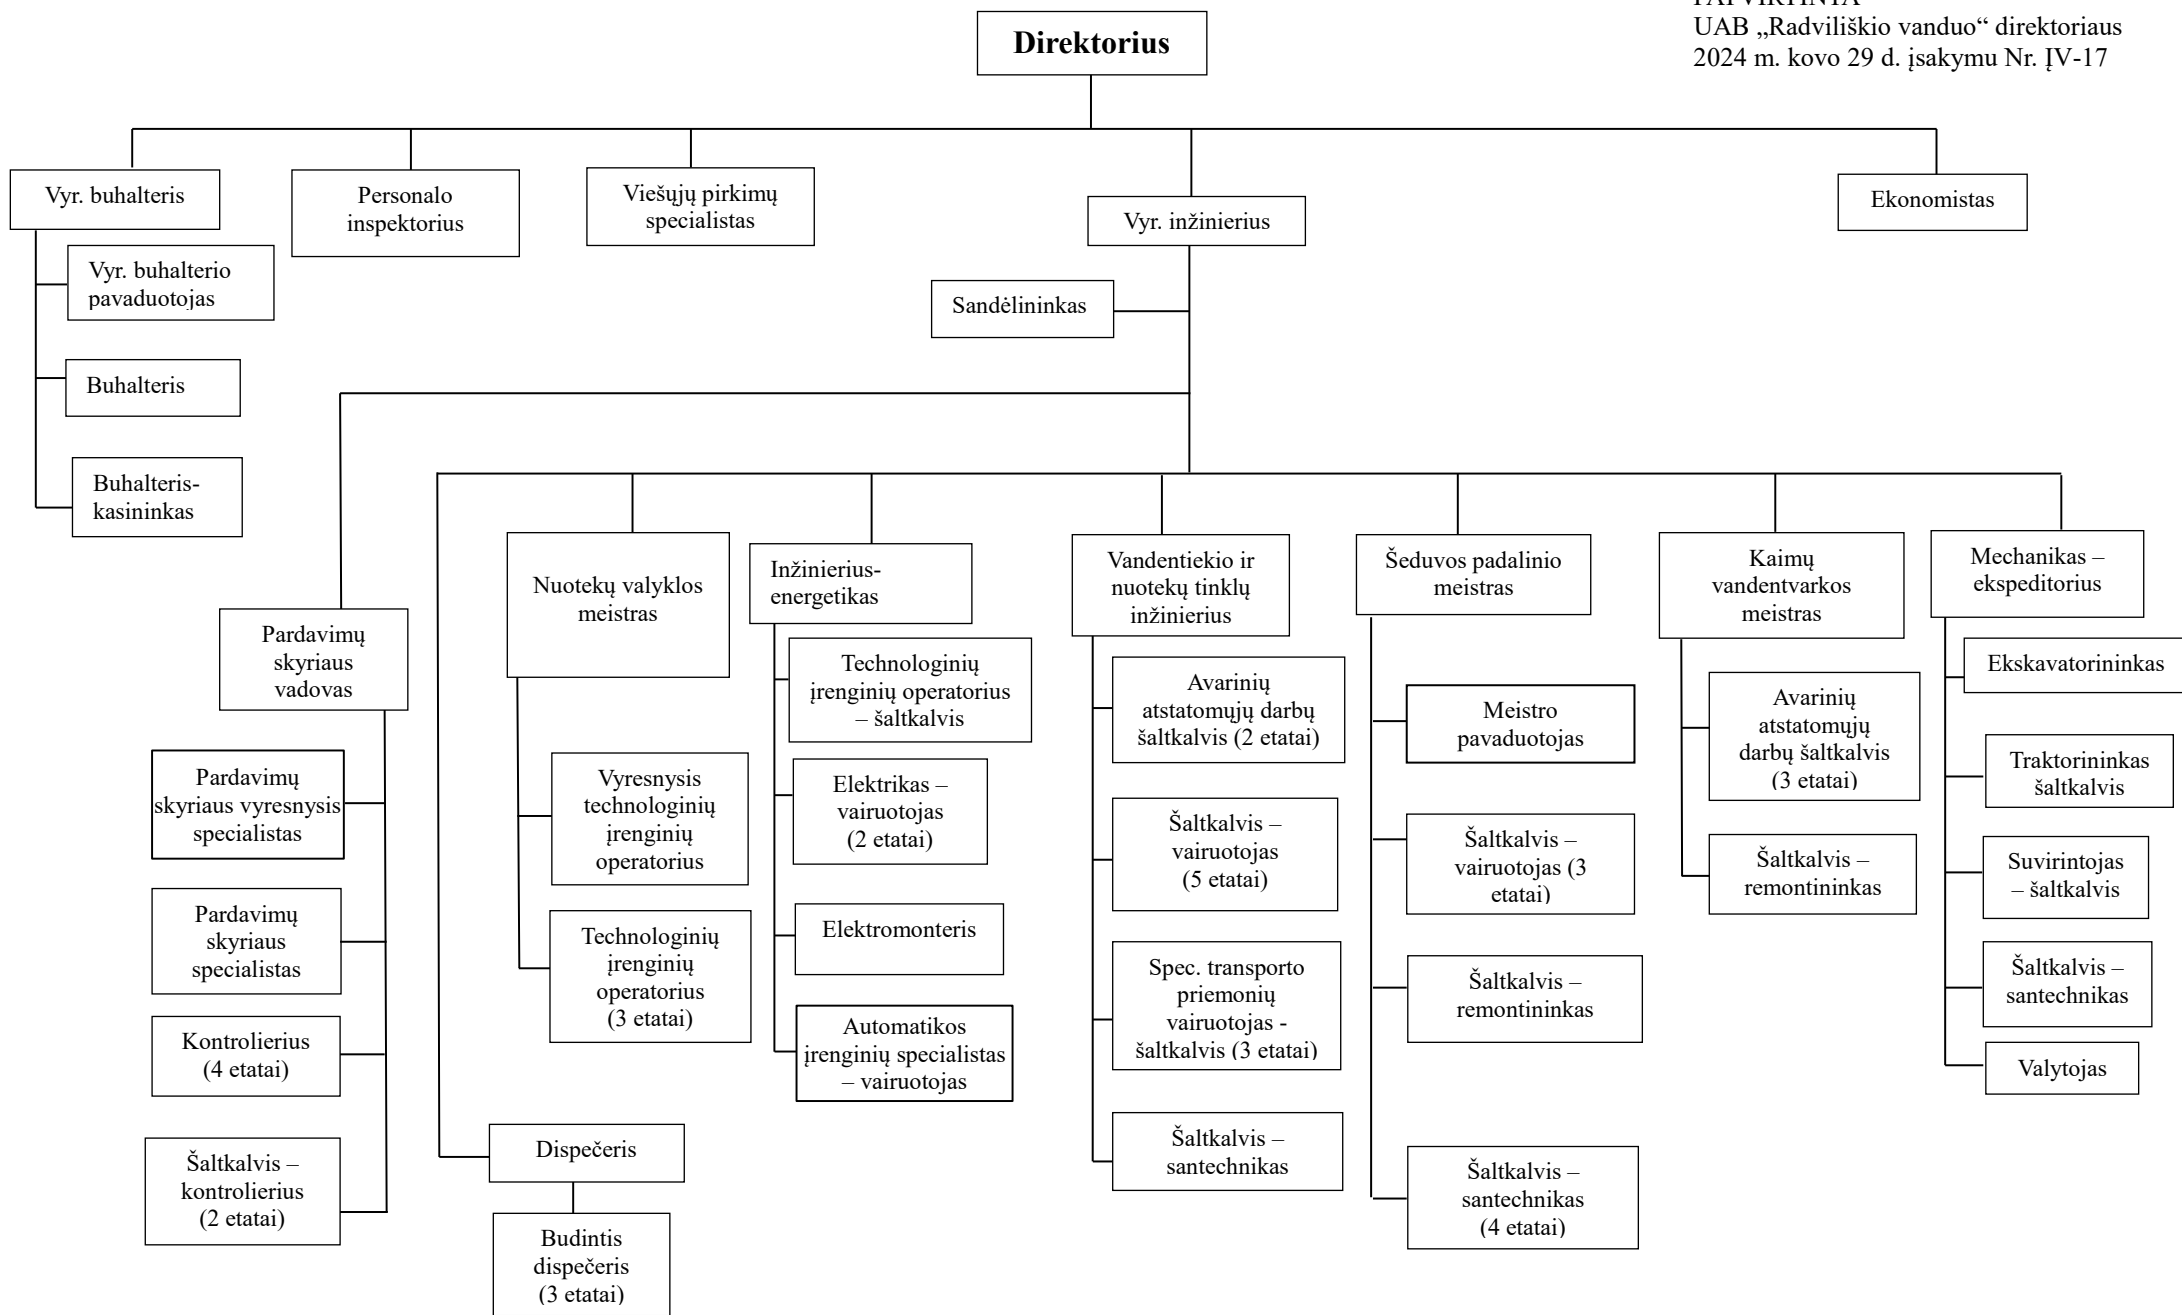 PATVIRTINTA
UAB „Radviliškio vanduo“ direktoriaus
2024 m. kovo 29 d. įsakymu Nr. ĮV-17
Direktorius
Vyr. buhalteris
Personalo
inspektorius
Viešųjų pirkimų
specialistas
Vyr. inžinierius
Ekonomistas
Vyr. buhalterio
pavaduotojas
Buhalteris
Buhalteris-
kasininkas
Sandėlininkas
Pardavimų
skyriaus
vadovas
Pardavimų
skyriaus vyresnysis
specialistas
Pardavimų
skyriaus
specialistas
Kontrolierius
(4 etatai)
Šaltkalvis –
kontrolierius
(2 etatai)
Dispečeris
Budintis
dispečeris
(3 etatai)
Nuotekų valyklos
meistras
Vyresnysis
technologinių
įrenginių
operatorius
Technologinių
įrenginių
operatorius
(3 etatai)
Inžinierius-
energetikas
Technologinių
įrenginių operatorius
– šaltkalvis
Elektrikas –
vairuotojas
(2 etatai)
Elektromonteris
Automatikos
įrenginių specialistas
– vairuotojas
Vandentiekio ir
nuotekų tinklų
inžinierius
Avarinių
atstatomųjų darbų
šaltkalvis (2 etatai)
Šaltkalvis –
vairuotojas
(5 etatai)
Spec. transporto
priemonių
vairuotojas -
šaltkalvis (3 etatai)
Šaltkalvis –
santechnikas
Šeduvos padalinio
meistras
Meistro
pavaduotojas
Šaltkalvis –
vairuotojas (3
etatai)
Šaltkalvis –
remontininkas
Šaltkalvis –
santechnikas
(4 etatai)
Kaimų
vandentvarkos
meistras
Avarinių
atstatomųjų
darbų šaltkalvis
(3 etatai)
Šaltkalvis –
remontininkas
Mechanikas –
ekspeditorius
Ekskavatorininkas
Traktorininkas
šaltkalvis
Suvirintojas
– šaltkalvis
Šaltkalvis –
santechnikas
Valytojas